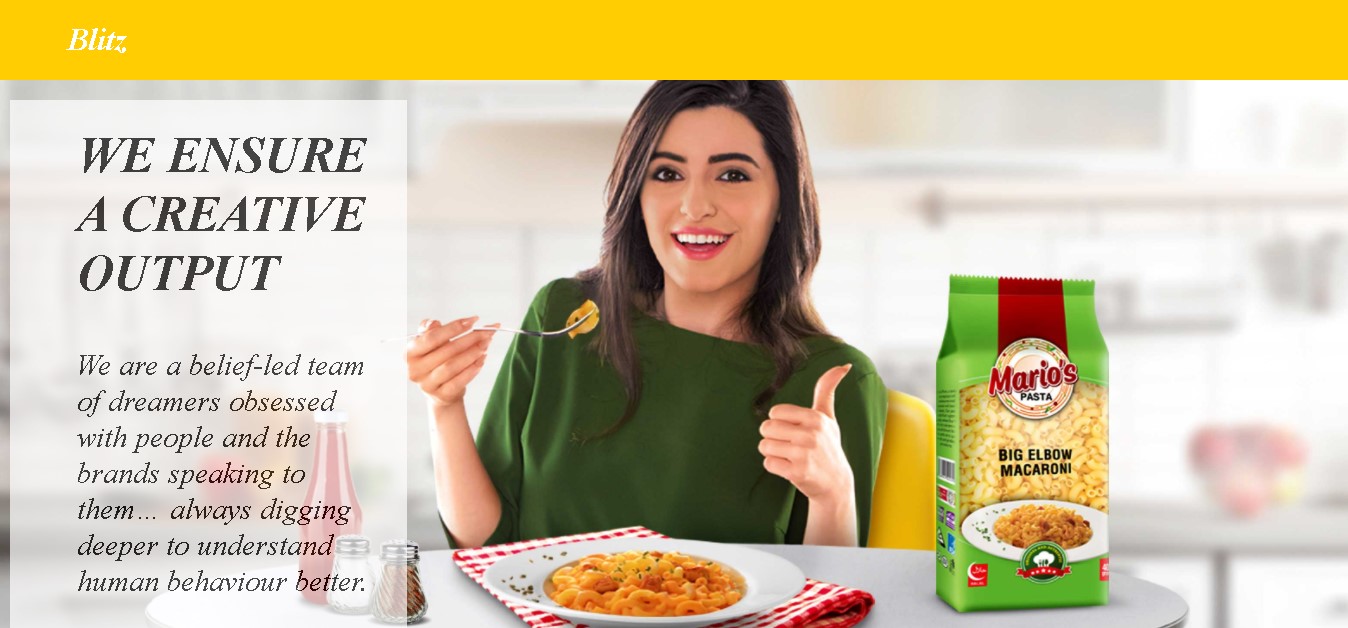 Blitz
WE ENSURE
A CREATIVE
OUTPUT
We are a belief-led team
of dreamers obsessed
with people and the
brands speaking to
them... always digging
deeper to understand
human behaviour better.
Mario's
PASTA
BIG ELBOW
MACARONI